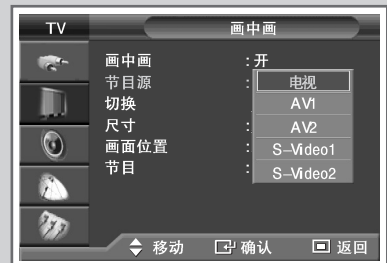 TV 画中画
画中画 :开
节目源 : 电视
切换 AV1
尺寸 : AV2
画面位置 : S-Video1
节目 : S-Video2
移动 确认 返回